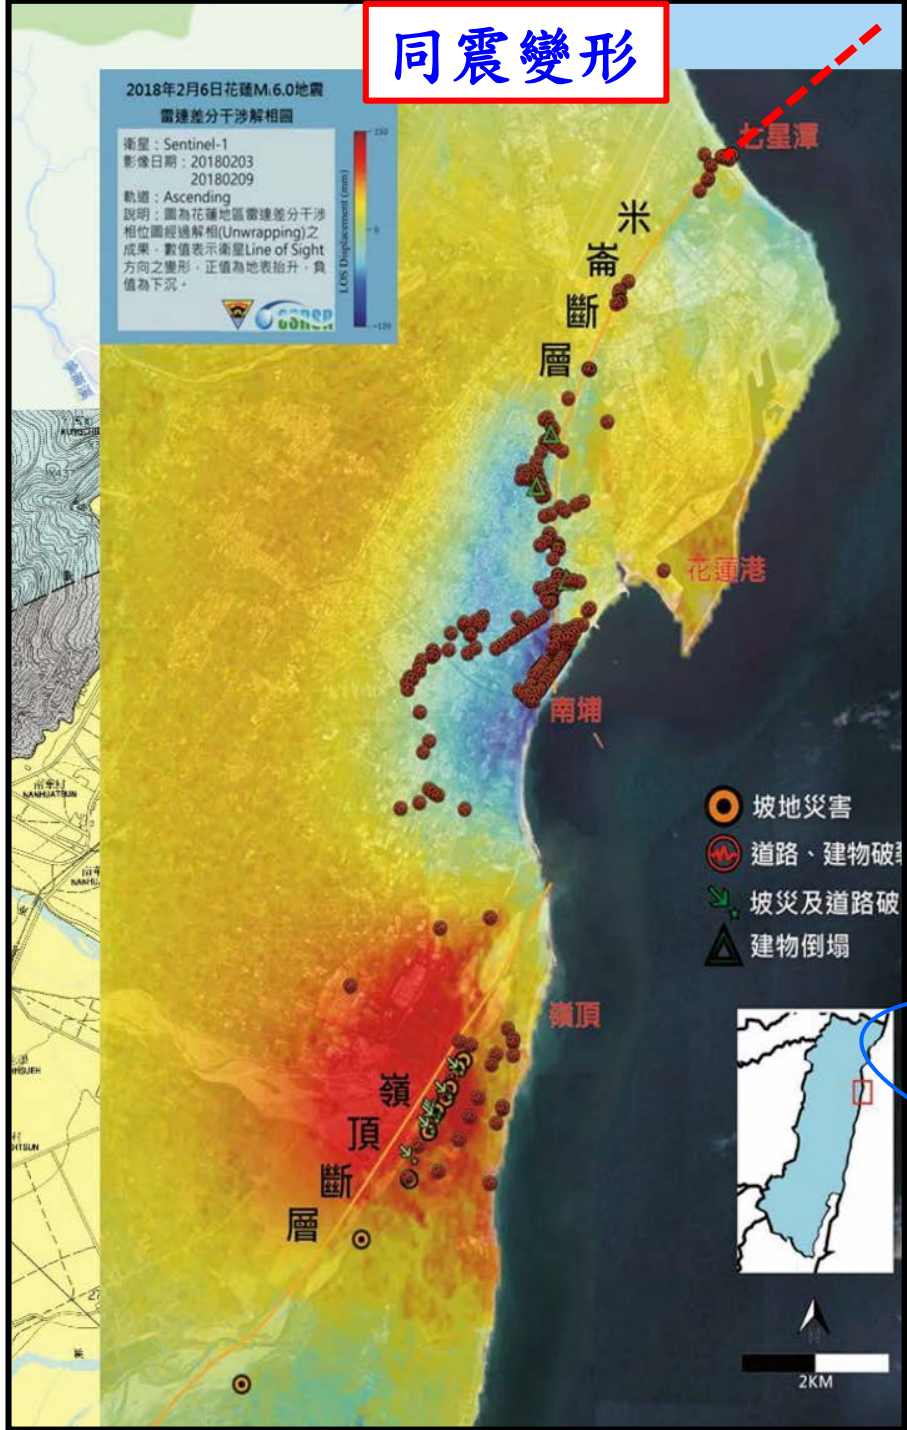 同震變形
2018年2月6日花蓮M 6.0地震
雷達差分干涉解相圖
衛星：Sentinel-1
影像日期：20180203
20180209
軌道：Ascending
說明：圖為花蓮地區雷達差分干涉
相位圖經過解相(Unwrapping)之
成果，數值表示衛星Line of Sight
方向之變形，正值為地表抬升，負
值為下沉。
CSRSR
LOS Displacement (mm)
0
七星潭
米崙斷層
花蓮港
南埔
南華村
NANHUATSUN
坡地災害
道路、建物破
坡災及道路破
建物倒塌
嶺頂
嶺頂斷層
2KM